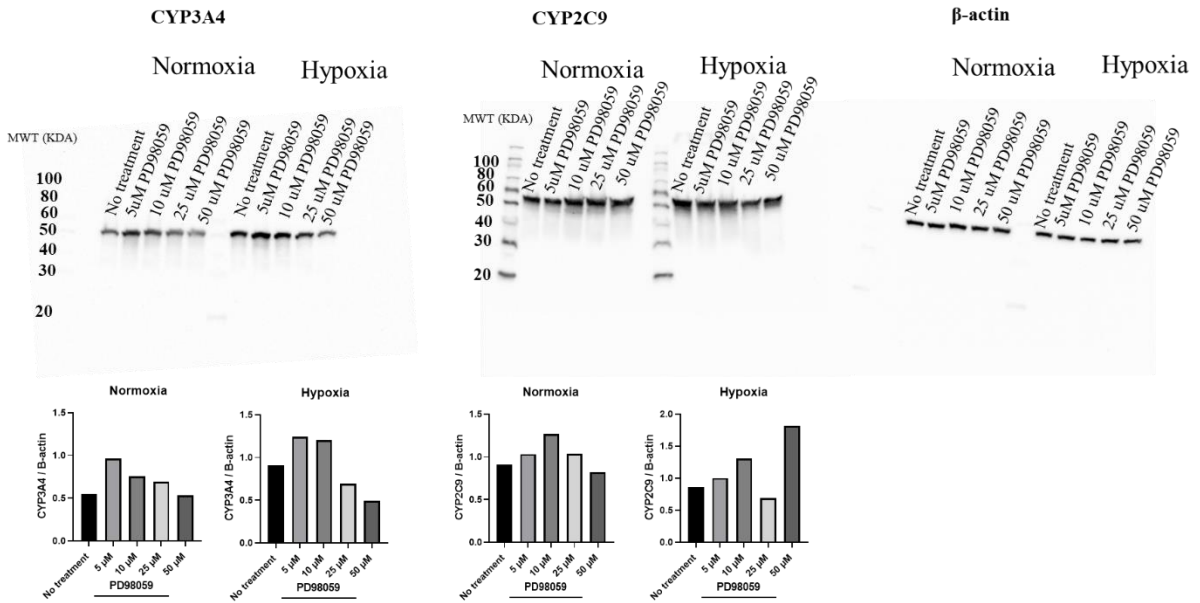 CYP3A4
Normoxia
Hypoxia
MWT (KDA)
No treatment
5uM PD98059
10 uM PD98059
25 uM PD98059
50 uM PD98059
No treatment
5uM PD98059
10 uM PD98059
25 uM PD98059
50 uM PD98059
100
80
60
50
40
30
20
CYP2C9
Normoxia
Hypoxia
MWT (KDA)
No treatment
5uM PD98059
10 uM PD98059
25 uM PD98059
50 uM PD98059
No treatment
5uM PD98059
10 uM PD98059
25 uM PD98059
50 uM PD98059
100
80
60
50
40
30
20
β-actin
Normoxia
Hypoxia
No treatment
5uM PD98059
10 uM PD98059
25 uM PD98059
50 uM PD98059
No treatment
5uM PD98059
10 uM PD98059
25 uM PD98059
50 uM PD98059
Normoxia
CYP3A4 / B-actin
1.5
1.0
0.5
0.0
No treatment
5 µM
10 µM
25 µM
50 µM
PD98059
Hypoxia
CYP3A4 / B-actin
1.5
1.0
0.5
0.0
No treatment
5 µM
10 µM
25 µM
50 µM
PD98059
Normoxia
CYP2C9 / B-actin
1.5
1.0
0.5
0.0
No treatment
5 µM
10 µM
25 µM
50 µM
PD98059
Hypoxia
CYP2C9 / B-actin
2.0
1.5
1.0
0.5
0.0
No treatment
5 µM
10 µM
25 µM
50 µM
PD98059